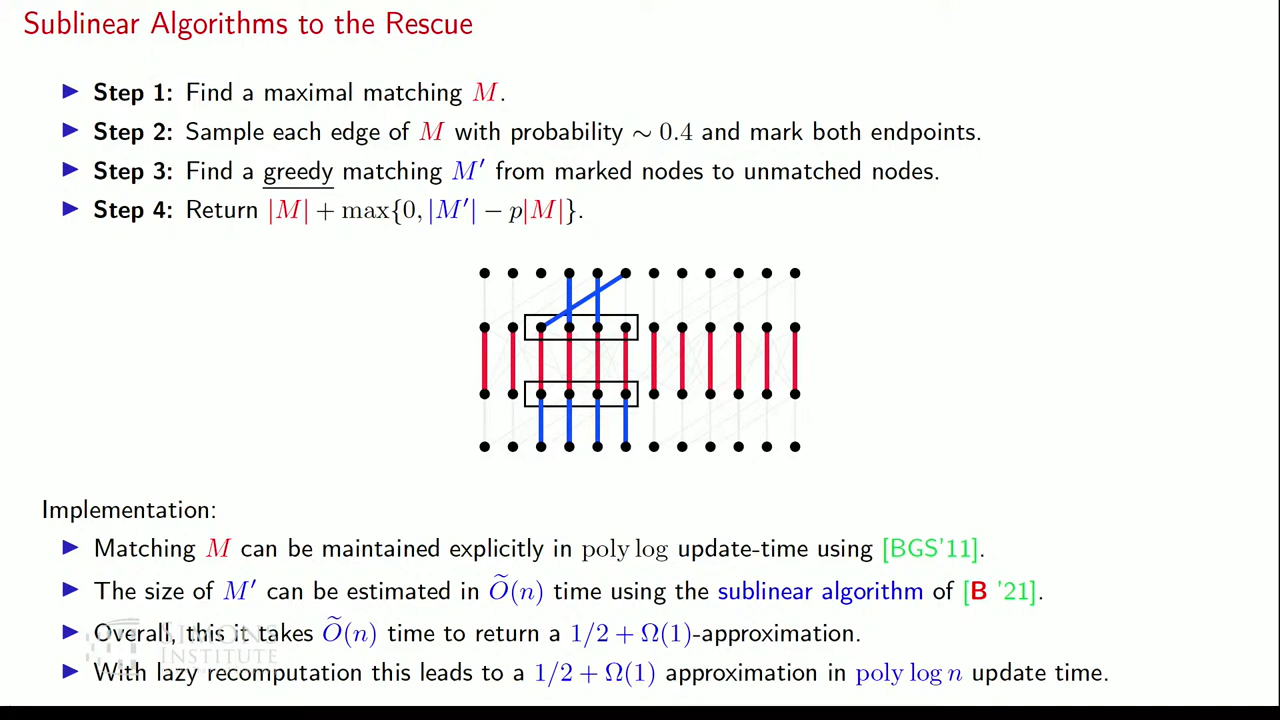 Sublinear Algorithms to the Rescue
Step 1: Find a maximal matching M.
Step 2: Sample each edge of M with probability ∼ 0.4 and mark both endpoints.
Step 3: Find a greedy matching M′ from marked nodes to unmatched nodes.
Step 4: Return |M| + max{0, |M′| − p|M|}.
Implementation:
Matching M can be maintained explicitly in poly log update-time using [BGS'11].
The size of M′ can be estimated in Õ(n) time using the sublinear algorithm of [B '21].
Overall, this it takes Õ(n) time to return a 1/2 + Ω(1)-approximation.
SIMONS
INSTITUTE
With lazy recomputation this leads to a 1/2 + Ω(1) approximation in poly log n update time.